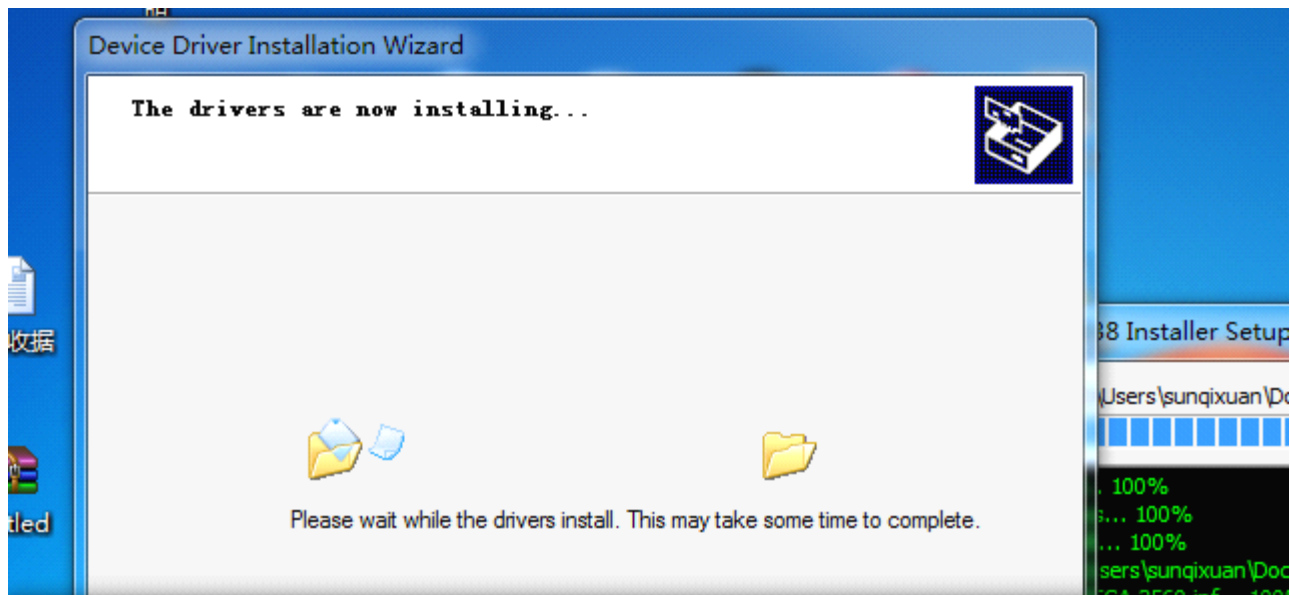 Device Driver Installation Wizard
The drivers are now installing...
收据
38 Installer Setup
\Users\sunqixuan\Do
Please wait while the drivers install. This may take some time to complete.
tled
. 100%
s... 100%
... 100%
sers\sunqixuan\Doc